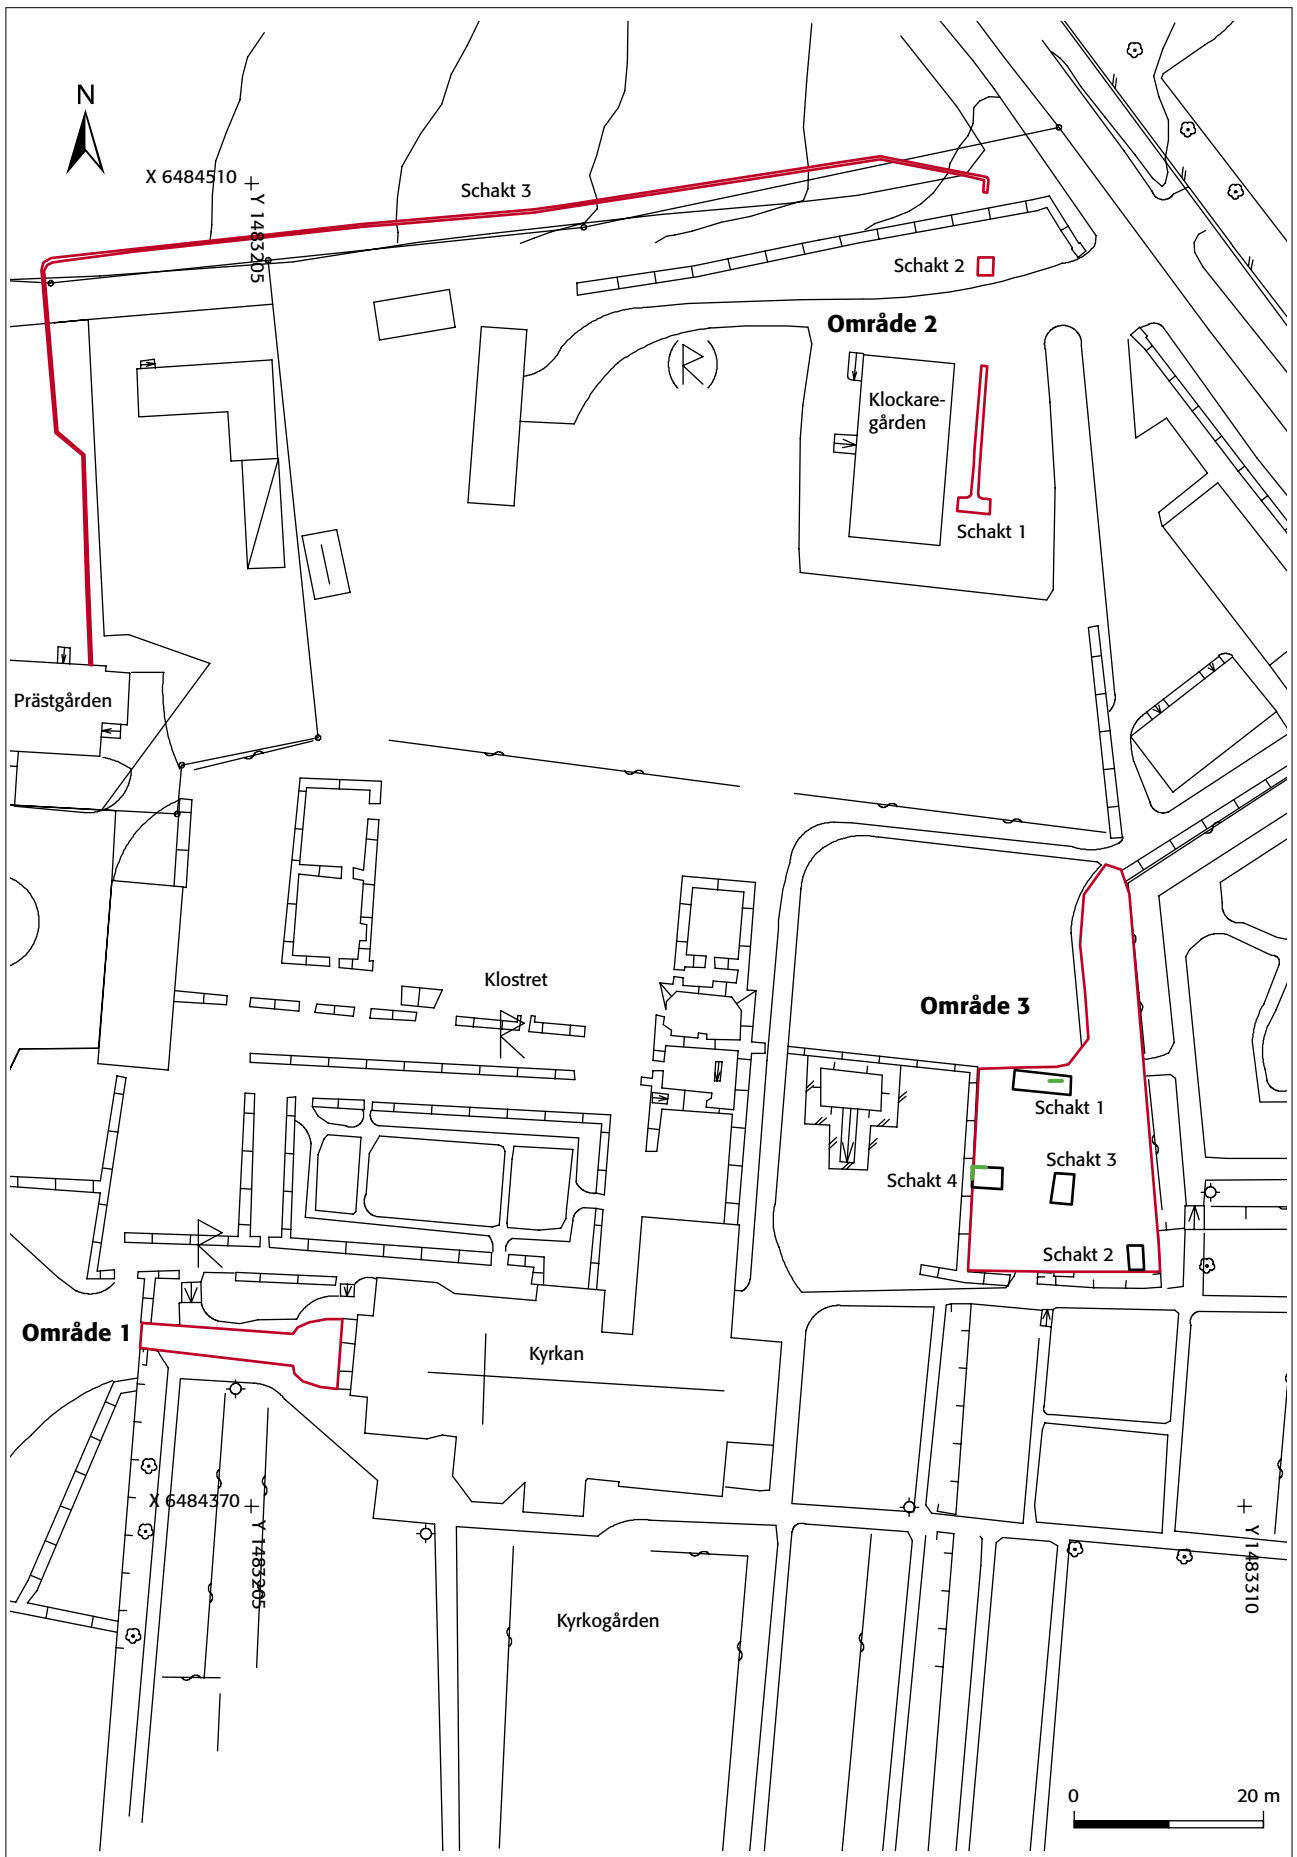 N
X 6484510
Y 1483205
Schakt 3
Schakt 2
Område 2
R
Klockare-
gården
Schakt 1
Prästgården
Klostret
R
Område 3
Schakt 1
Schakt 3
Schakt 4
Schakt 2
R
Område 1
Kyrkan
X 6484370
Y 1483205
Y 1483310
Kyrkogården
0 20 m